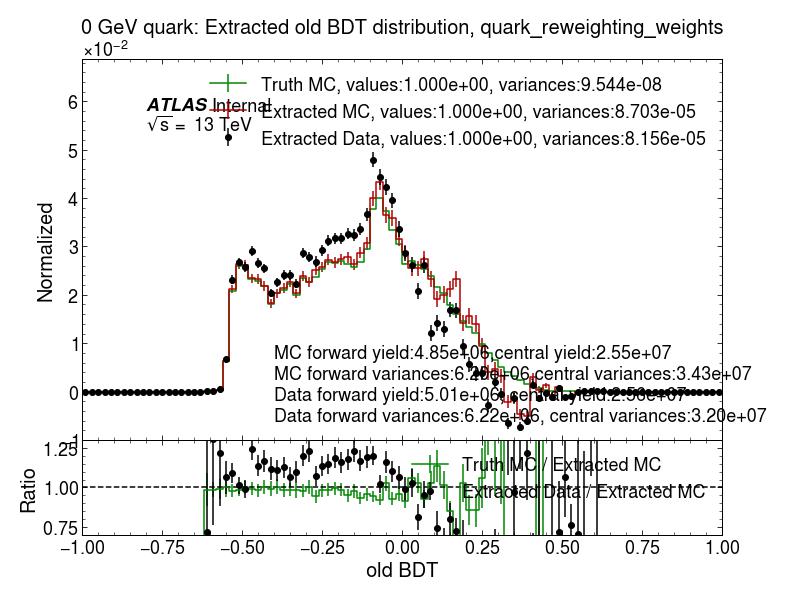 0 GeV quark: Extracted old BDT distribution, quark_reweighting_weights
×10⁻²
Truth MC, values:1.000e+00, variances:9.544e-08
ATLAS Internal
Extracted MC, values:1.000e+00, variances:8.703e-05
√s = 13 TeV
Extracted Data, values:1.000e+00, variances:8.156e-05
6
5
4
3
2
1
0
Normalized
MC forward yield:4.85e+06,central yield:2.55e+07
central variances:3.43e+07
Data forward yield:5.01e+06,
Data forward variances:6.22e+06, central variances:3.20e+07
1.25
1.00
0.75
Ratio
Truth MC / Extracted MC
Extracted Data / Extracted MC
−1.00 −0.75 −0.50 −0.25 0.00 0.25 0.50 0.75 1.00
old BDT